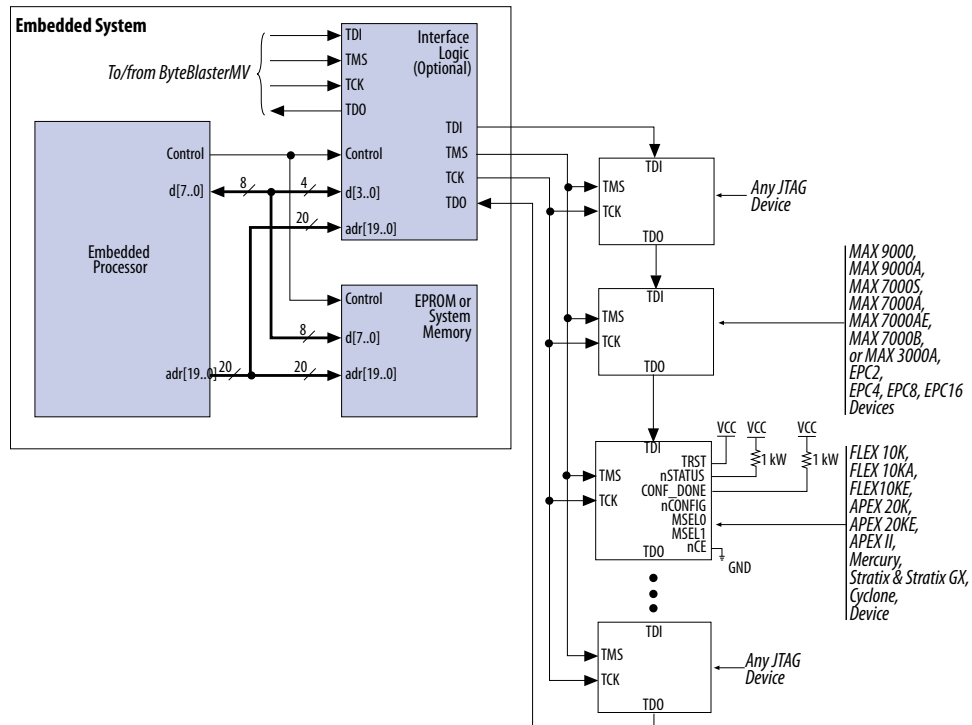 Embedded System
To/from ByteBlasterMV
TDI
TMS
TCK
TDO
Interface
Logic
(Optional)
TDI
TMS
TCK
TDO
Control
d[3..0]
adr[19..0]
8
4
20
Control
d[7..0]
Embedded
Processor
adr[19..0]
20
20
8
Control
d[7..0]
adr[19..0]
EPROM or
System
Memory
TDI
TMS
TCK
TDO
Any JTAG
Device
TDI
TMS
TCK
TDO
MAX 9000,
MAX 9000A,
MAX 7000S,
MAX 7000A,
MAX 7000AE,
MAX 7000B,
or MAX 3000A,
EPC2,
EPC4, EPC8, EPC16
Devices
VCC
VCC
VCC
1 kW
1 kW
TDI
TMS
TCK
TRST
nSTATUS
CONF_DONE
nCONFIG
MSEL0
MSEL1
nCE
TDO
GND
FLEX 10K,
FLEX 10KA,
FLEX10KE,
APEX 20K,
APEX 20KE,
APEX II,
Mercury,
Stratix & Stratix GX,
Cyclone,
Device
TDI
TMS
TCK
TDO
Any JTAG
Device